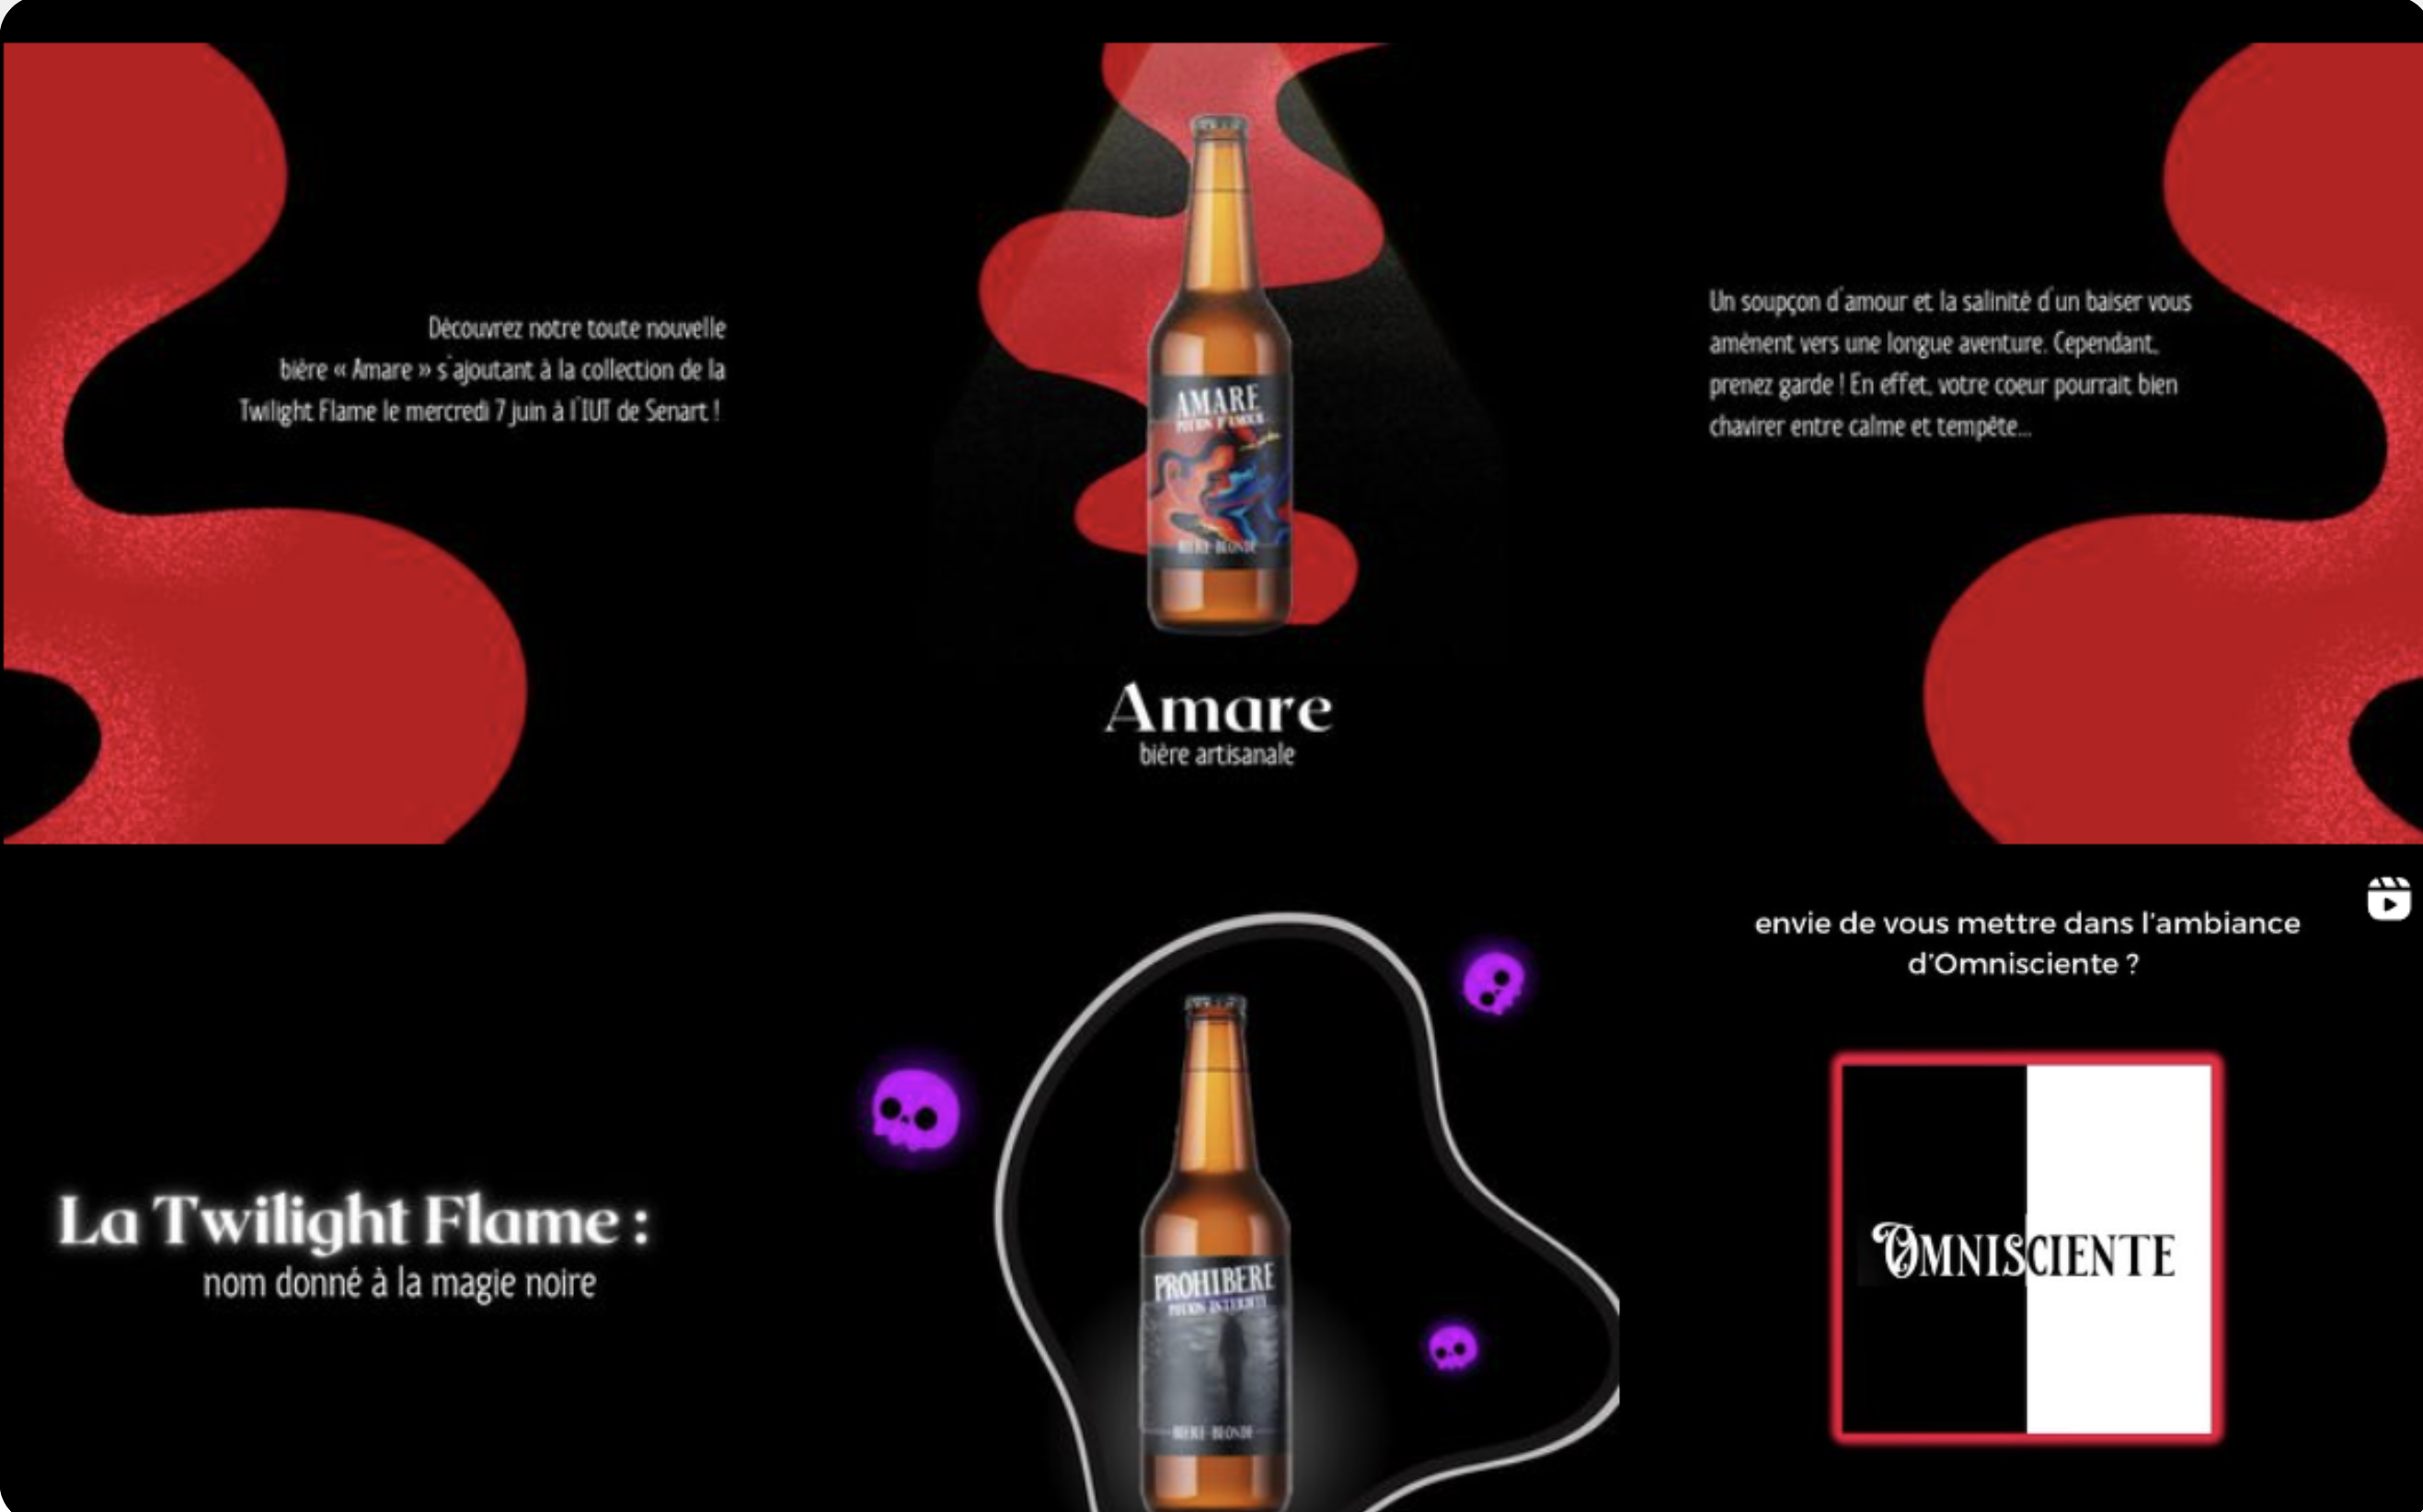 Découvrez notre toute nouvelle
bière « Amare » s'ajoutant à la collection de la
Twilight Flame le mercredi 7 juin à l'IUT de Senart !
AMARE
POTION D'AMOUR
BIÈRE BLONDE
Amare
bière artisanale
Un soupçon d'amour et la salinité d'un baiser vous
amènent vers une longue aventure. Cependant,
prenez garde ! En effet, votre coeur pourrait bien
chavirer entre calme et tempête...
La Twilight Flame :
nom donné à la magie noire
PROHIBERE
POTION INTERDITE
BIÈRE BLONDE
envie de vous mettre dans l'ambiance
d'Omnisciente ?
OMNISCIENTE